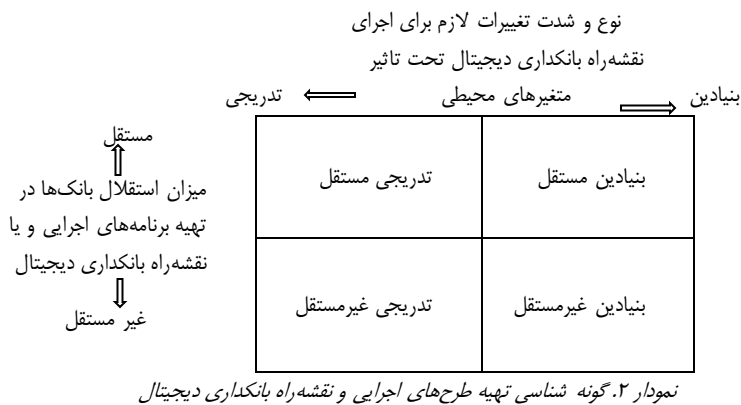 نوع و شدت تغییرات لازم برای اجرای
نقشه‌راه بانکداری دیجیتال تحت تاثیر
بنیادین متغیرهای محیطی تدریجی
مستقل
میزان استقلال بانک‌ها در
تهیه برنامه‌های اجرایی و یا
نقشه‌راه بانکداری دیجیتال
غیر مستقل
بنیادین مستقل تدریجی مستقل
بنیادین غیرمستقل تدریجی غیرمستقل
نمودار ۲. گونه شناسی تهیه طرح‌های اجرایی و نقشه‌راه بانکداری دیجیتال